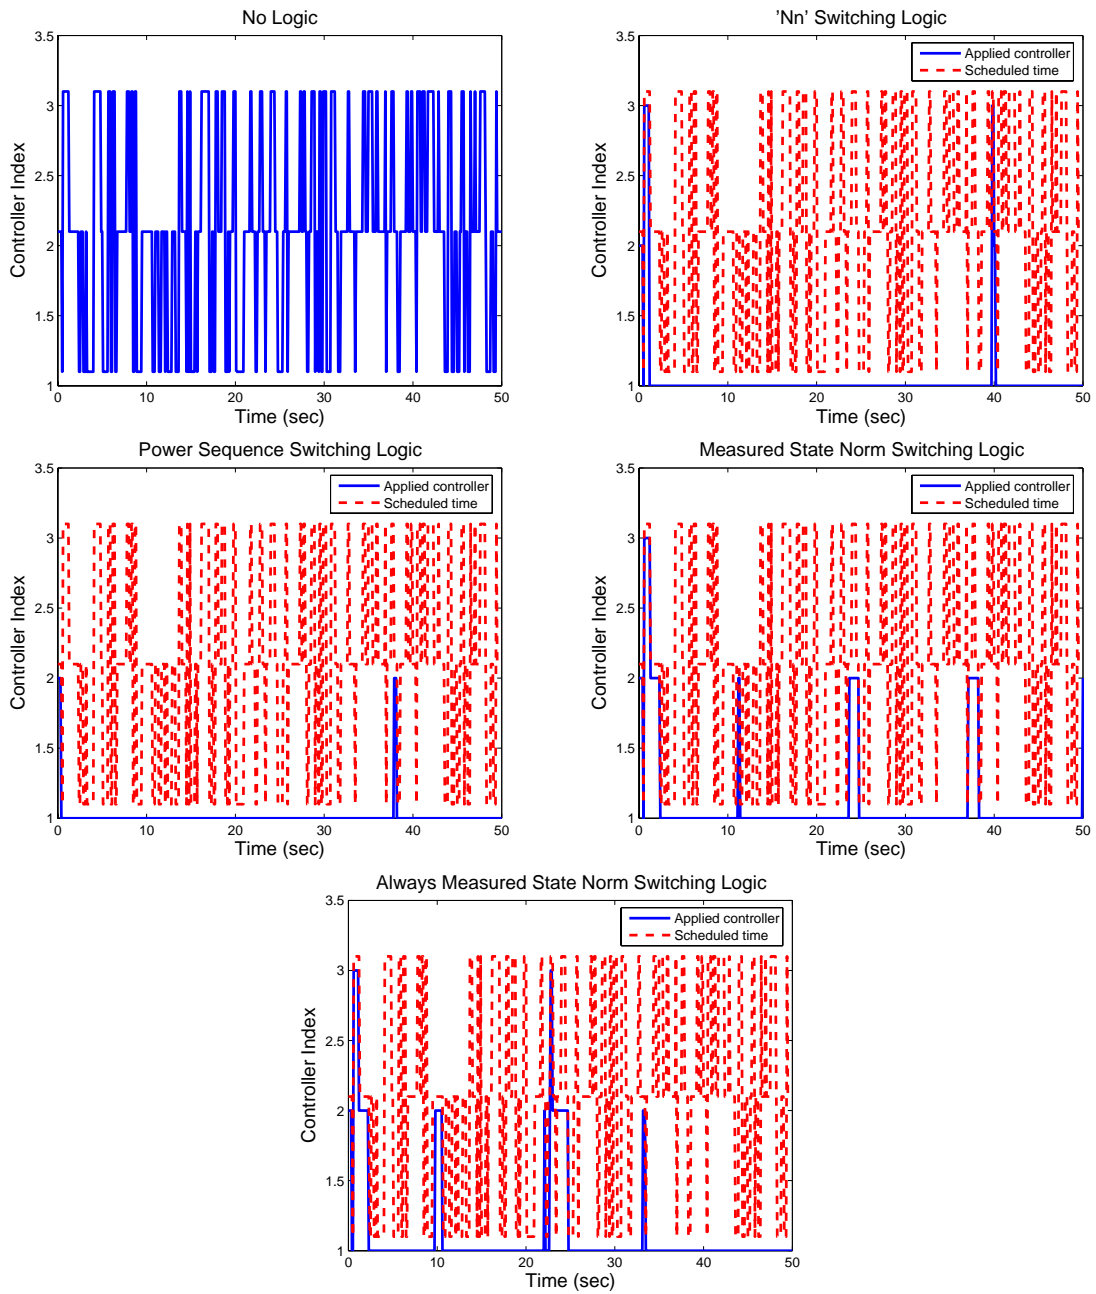 No Logic
3.5
3
2.5
2
1.5
1
0 10 20 30 40 50
Controller Index
Time (sec)
'Nn' Switching Logic
Applied controller
Scheduled time
3.5
3
2.5
2
1.5
1
0 10 20 30 40 50
Controller Index
Time (sec)
Power Sequence Switching Logic
Applied controller
Scheduled time
3.5
3
2.5
2
1.5
1
0 10 20 30 40 50
Controller Index
Time (sec)
Measured State Norm Switching Logic
Applied controller
Scheduled time
3.5
3
2.5
2
1.5
1
0 10 20 30 40 50
Controller Index
Time (sec)
Always Measured State Norm Switching Logic
Applied controller
Scheduled time
3.5
3
2.5
2
1.5
1
0 10 20 30 40 50
Controller Index
Time (sec)